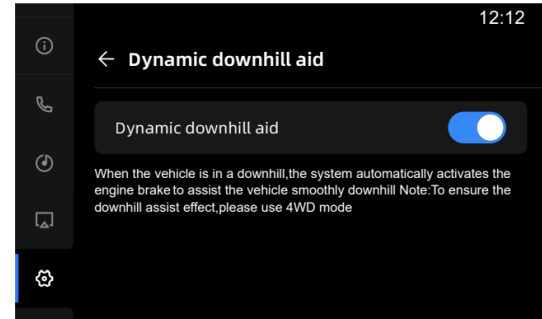 12:12
Dynamic downhill aid
Dynamic downhill aid
When the vehicle is in a downhill,the system automatically activates the
engine brake to assist the vehicle smoothly downhill Note:To ensure the
downhill assist effect,please use 4WD mode